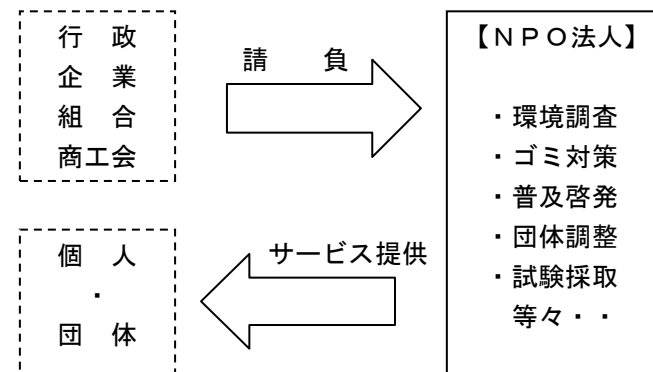 行　政
企　業
組　合
商工会
請　　負
【ＮＰＯ法人】
・環境調査
・ゴミ対策
・普及啓発
・団体調整
・試験採取
等々・・
サービス提供
個　人
・
団　体